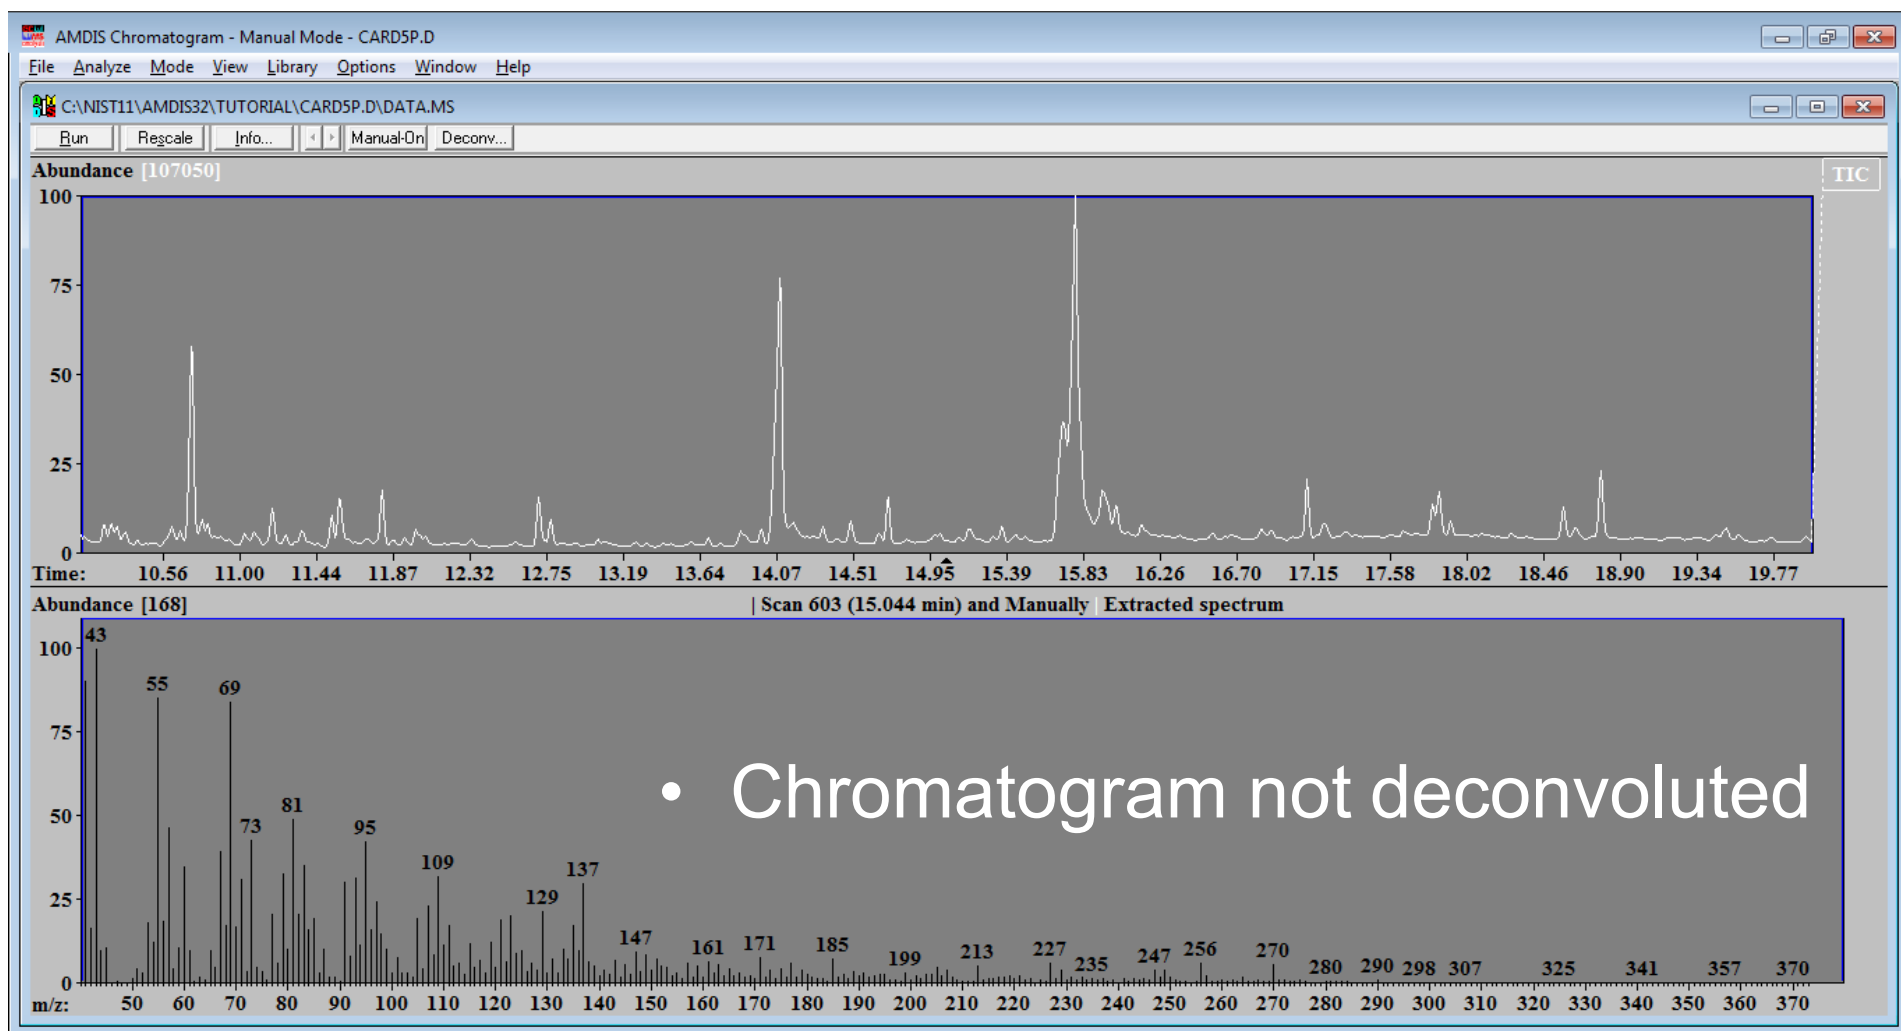 AMDIS Chromatogram - Manual Mode - CARD5P.D
File Analyze Mode View Library Options Window Help
C:\NIST11\AMDIS32\TUTORIAL\CARD5P.D\DATA.MS
Run Rescale Info... Manual-On Deconv...
Abundance [107050]
TIC
100
75
50
25
0
Time: 10.56 11.00 11.44 11.87 12.32 12.75 13.19 13.64 14.07 14.51 14.95 15.39 15.83 16.26 16.70 17.15 17.58 18.02 18.46 18.90 19.34 19.77
Abundance [168] | Scan 603 (15.044 min) and Manually | Extracted spectrum
100
75
50
25
0
43
55 69
81
73 95
109
129 137
147 161 171 185 199 213 227 235 247 256 270 280 290 298 307 325 341 357 370
• Chromatogram not deconvoluted
m/z: 50 60 70 80 90 100 110 120 130 140 150 160 170 180 190 200 210 220 230 240 250 260 270 280 290 300 310 320 330 340 350 360 370